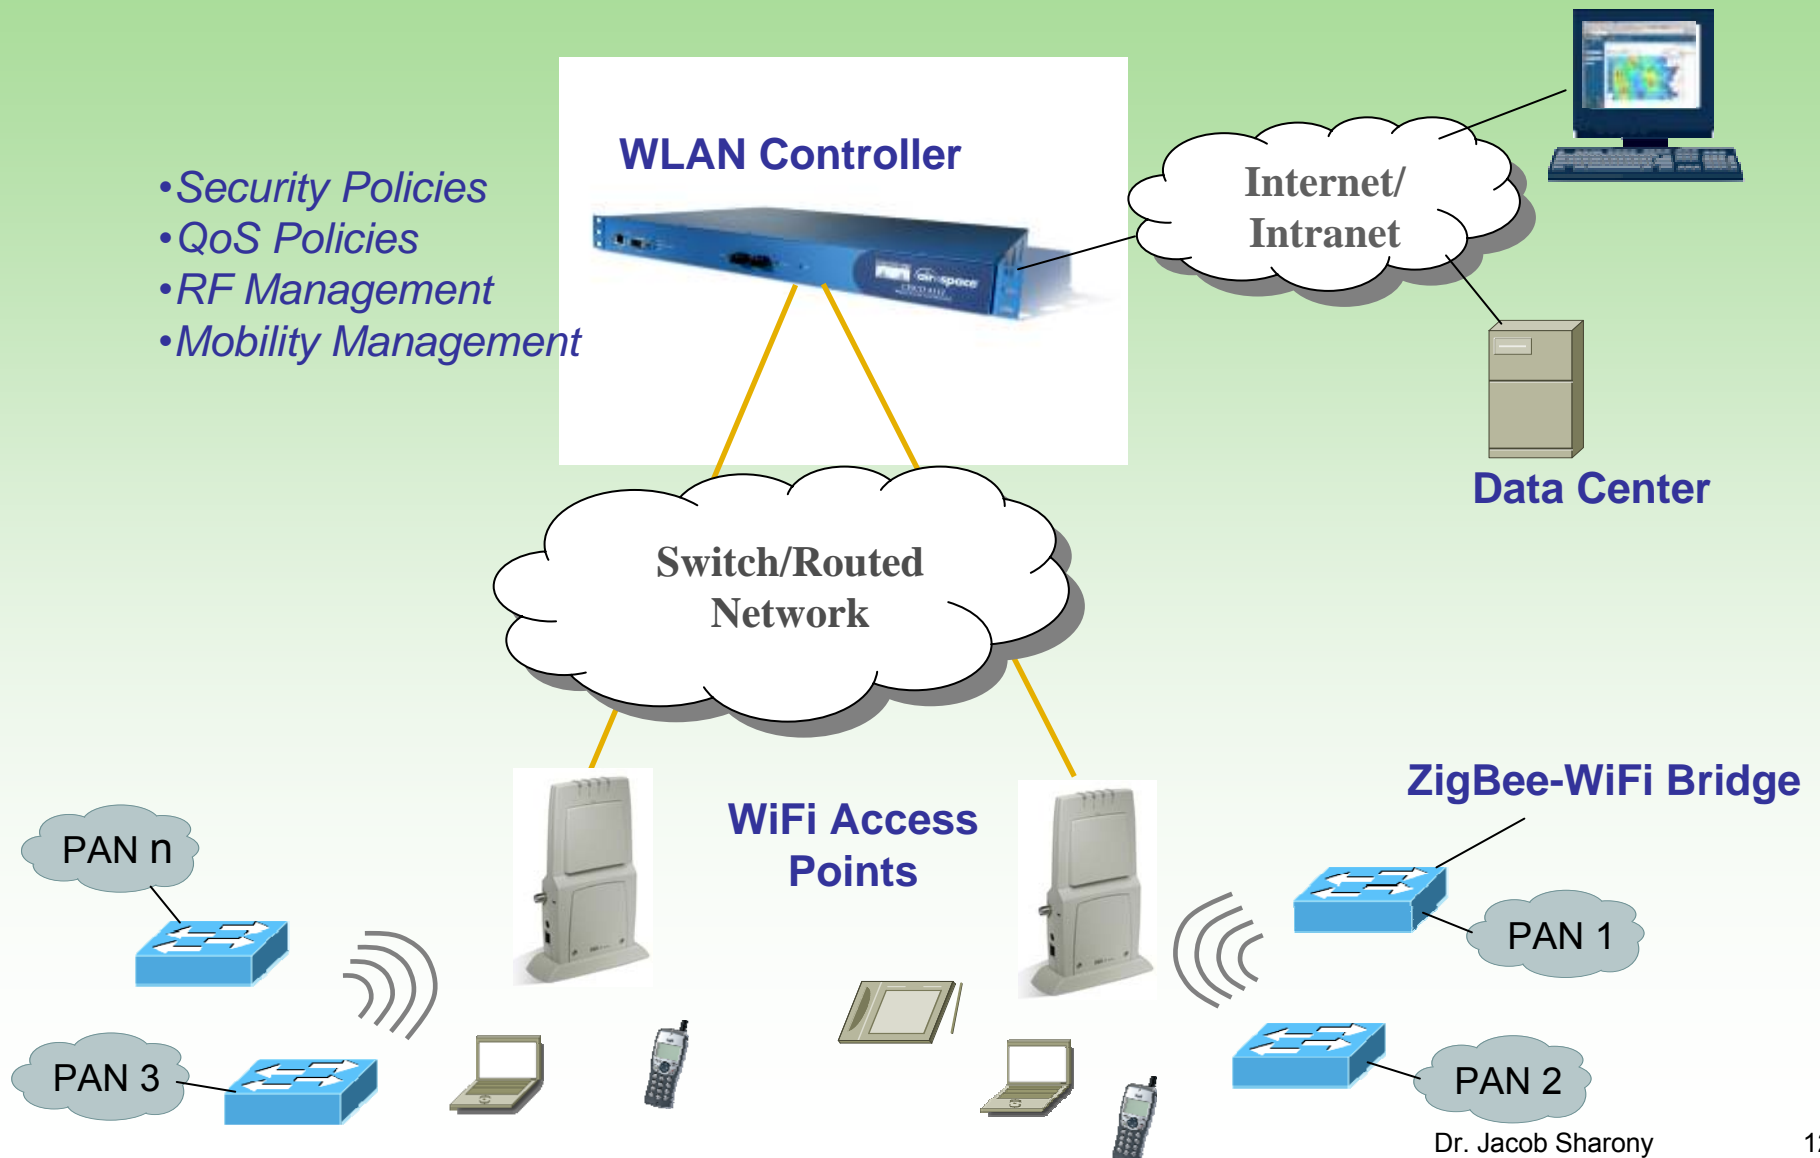 WLAN Controller
•Security Policies
•QoS Policies
•RF Management
•Mobility Management
Internet/
Intranet
Data Center
Switch/Routed
Network
ZigBee-WiFi Bridge
WiFi Access
Points
PAN n
PAN 1
PAN 3
PAN 2
Dr. Jacob Sharony